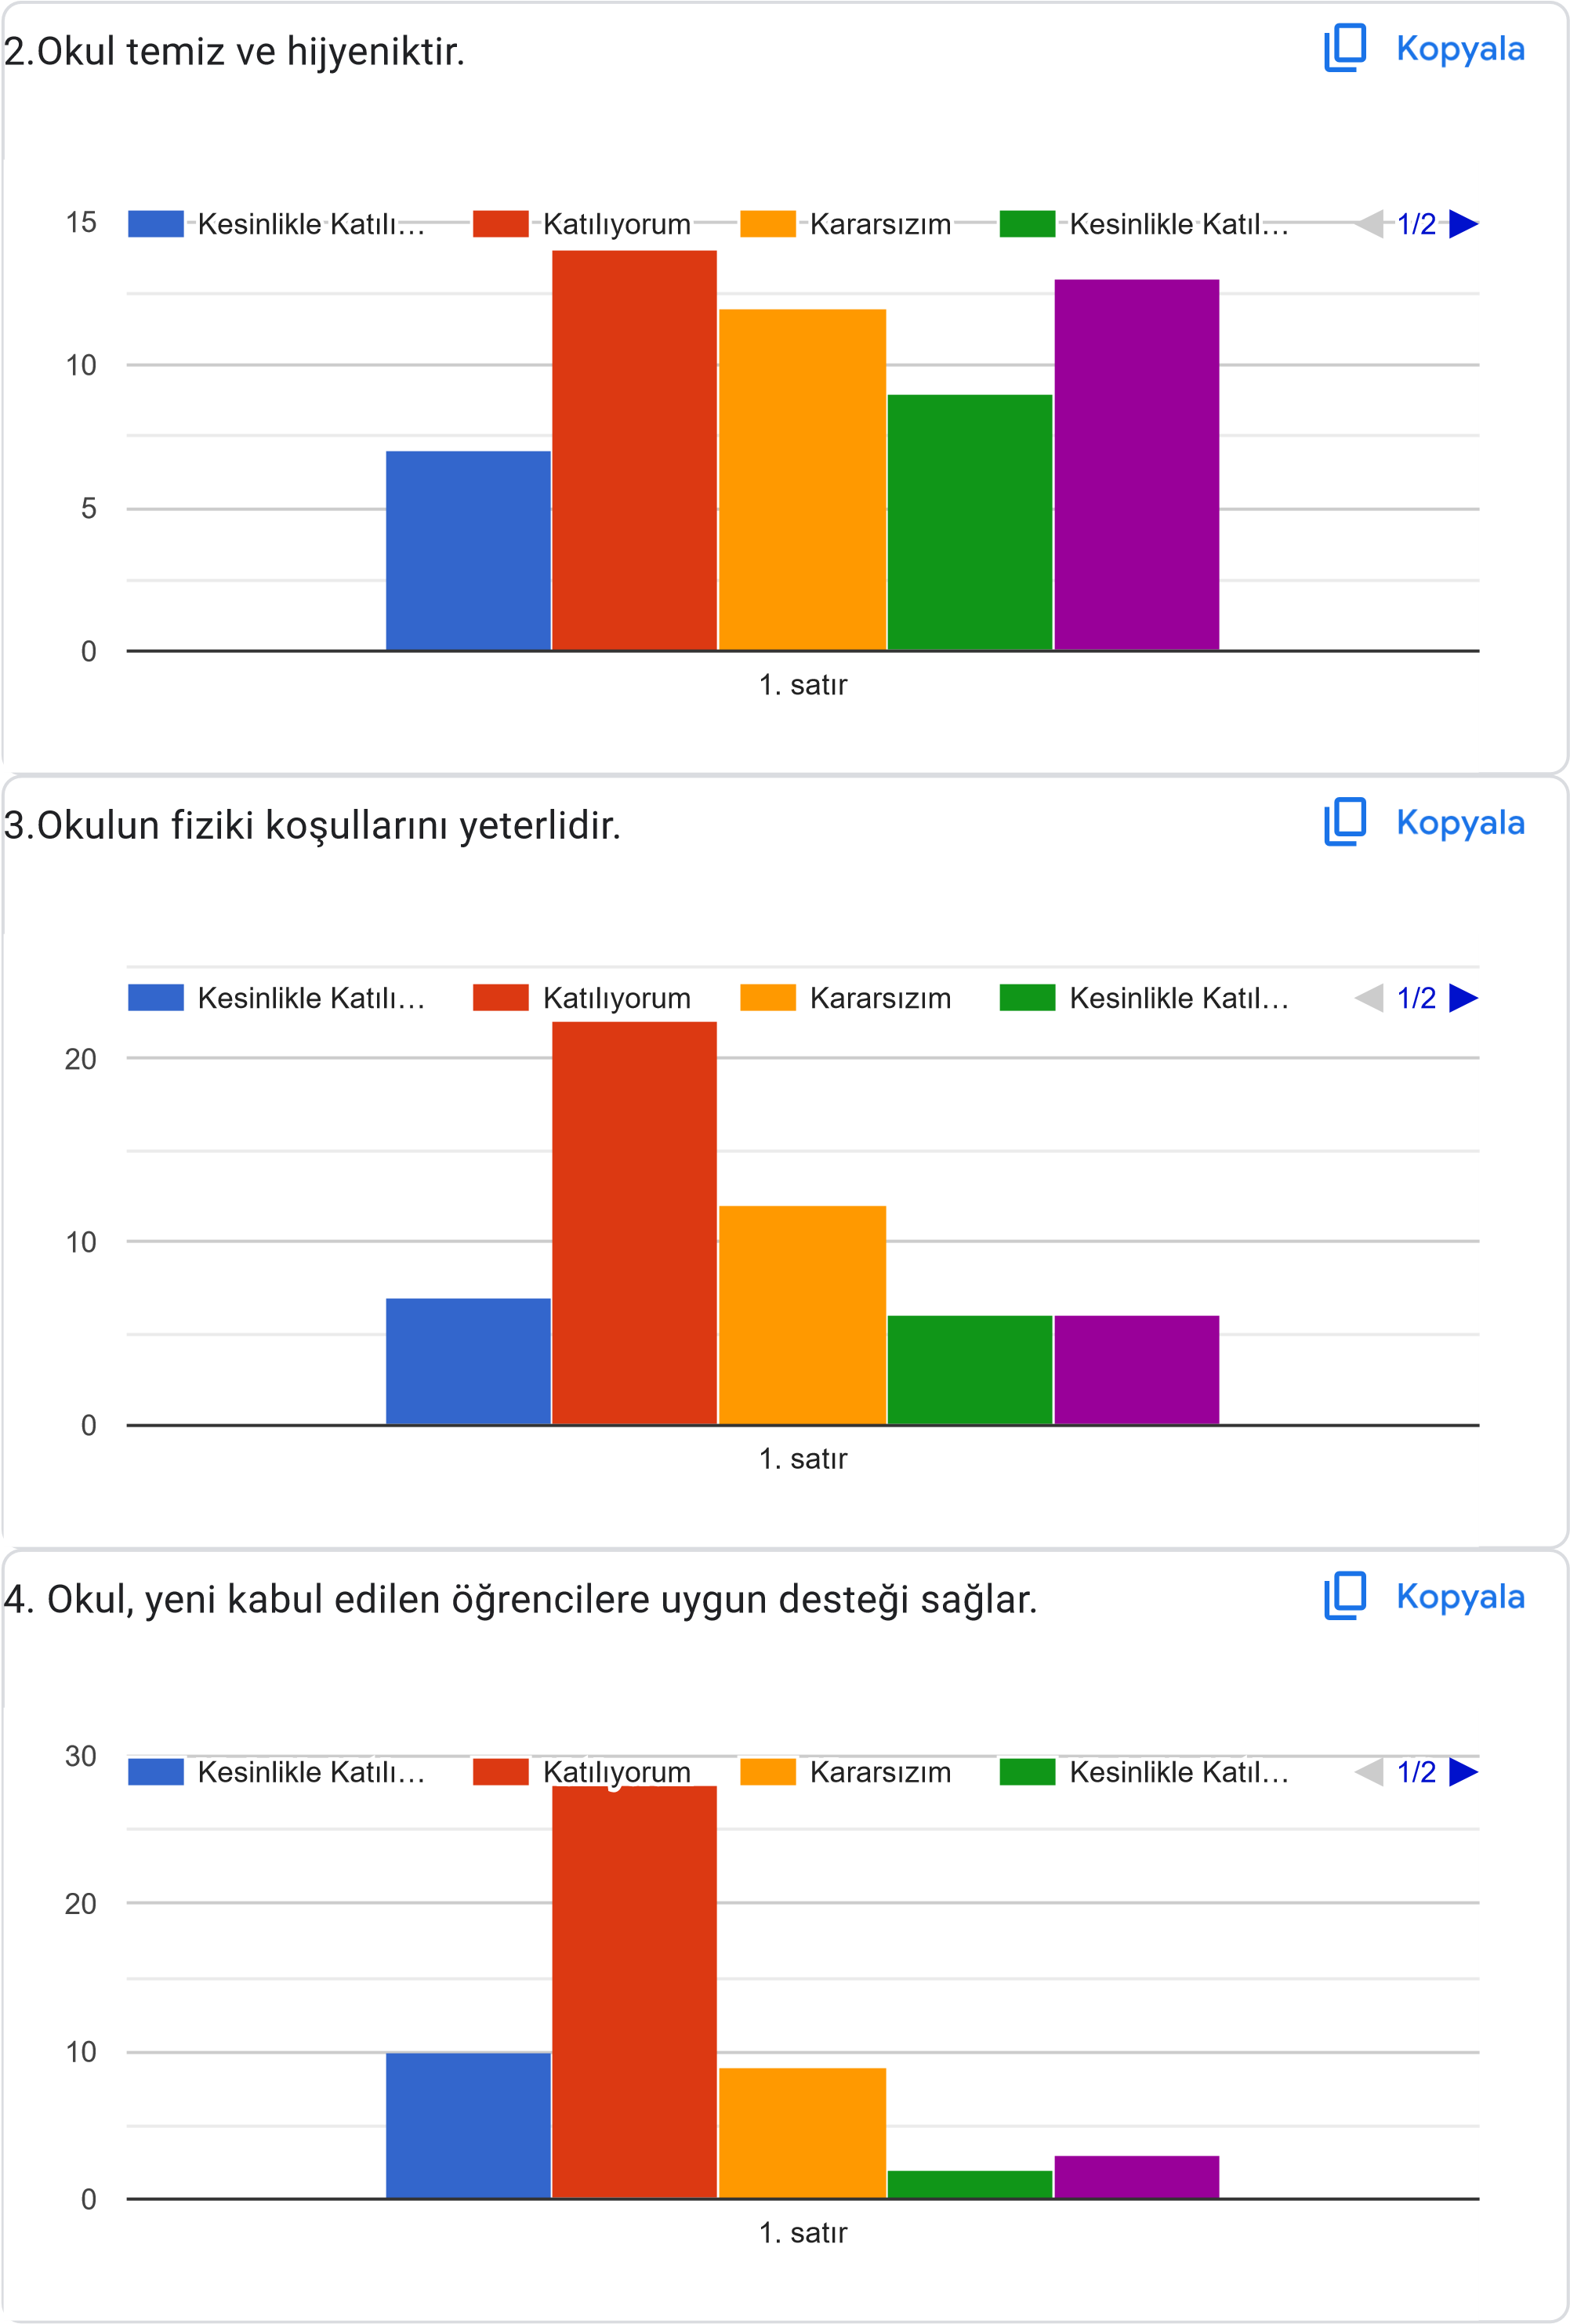 2.Okul temiz ve hijyeniktir.
Kopyala
15
Kesinlikle Katılı...
Katılıyorum
Kararsızım
Kesinlikle Katıl...
1/2
10
5
0
1. satır
3.Okulun fiziki koşullarını yeterlidir.
Kopyala
Kesinlikle Katılı...
Katılıyorum
Kararsızım
Kesinlikle Katıl...
1/2
20
10
0
1. satır
4. Okul, yeni kabul edilen öğrencilere uygun desteği sağlar.
Kopyala
30
Kesinlikle Katılı...
Katılıyorum
Kararsızım
Kesinlikle Katıl...
1/2
20
10
0
1. satır